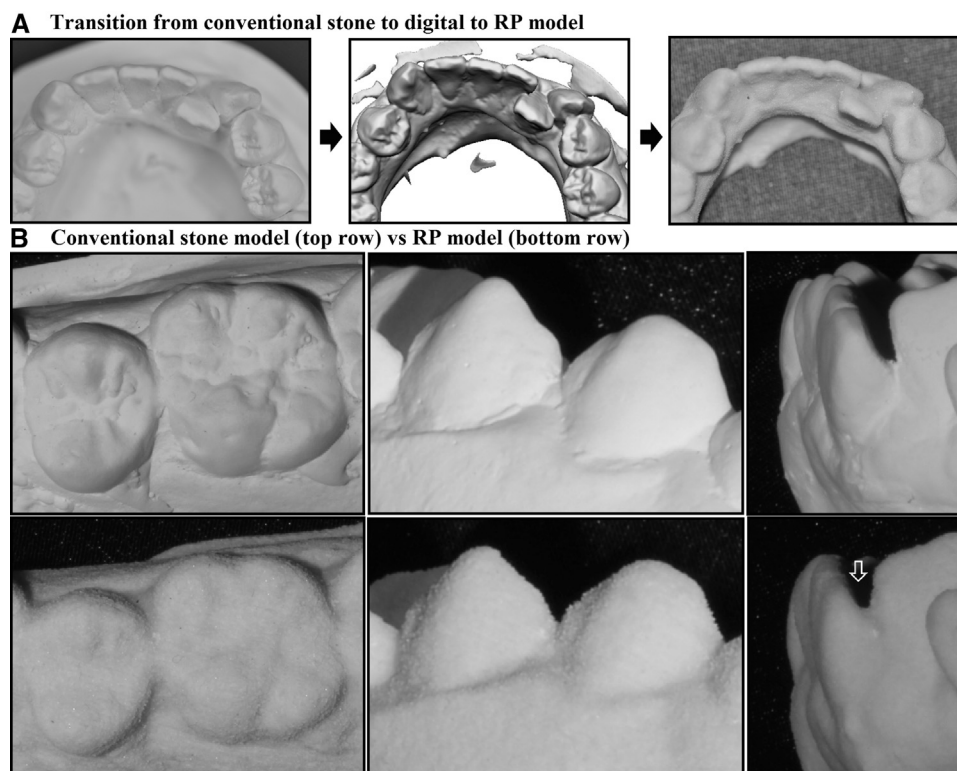 A Transition from conventional stone to digital to RP model
B Conventional stone model (top row) vs RP model (bottom row)